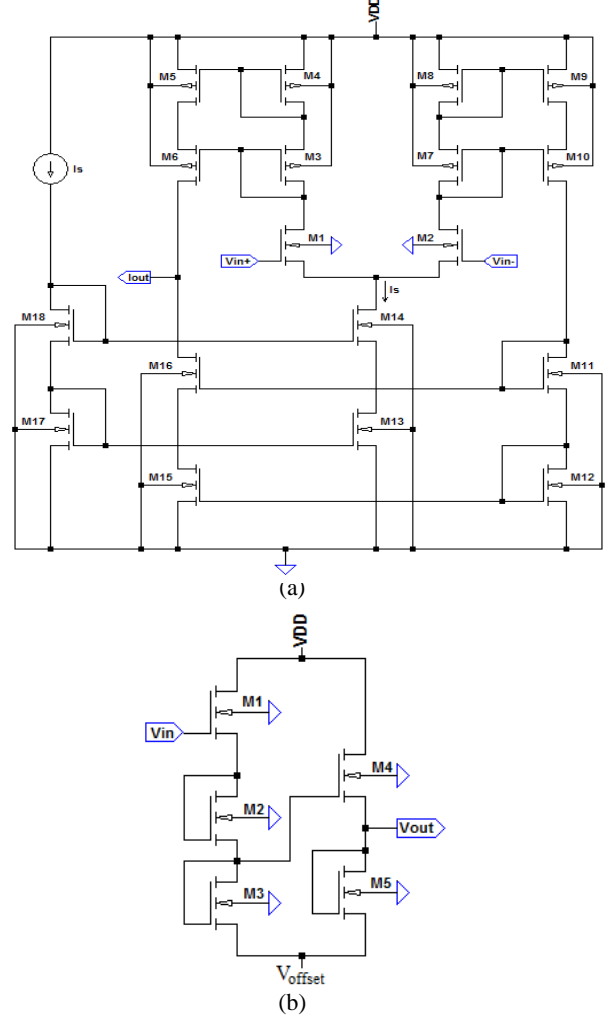 VDD
M5 M4 M8 M9
M6 M3 M7 M10
Is
M1 M2
Vin+ Vin-
Iout
Is
M18 M14
M16 M11
M17 M13
M15 M12
(a)
VDD
M1
Vin
M4
M2
Vout
M3 M5
Voffset
(b)